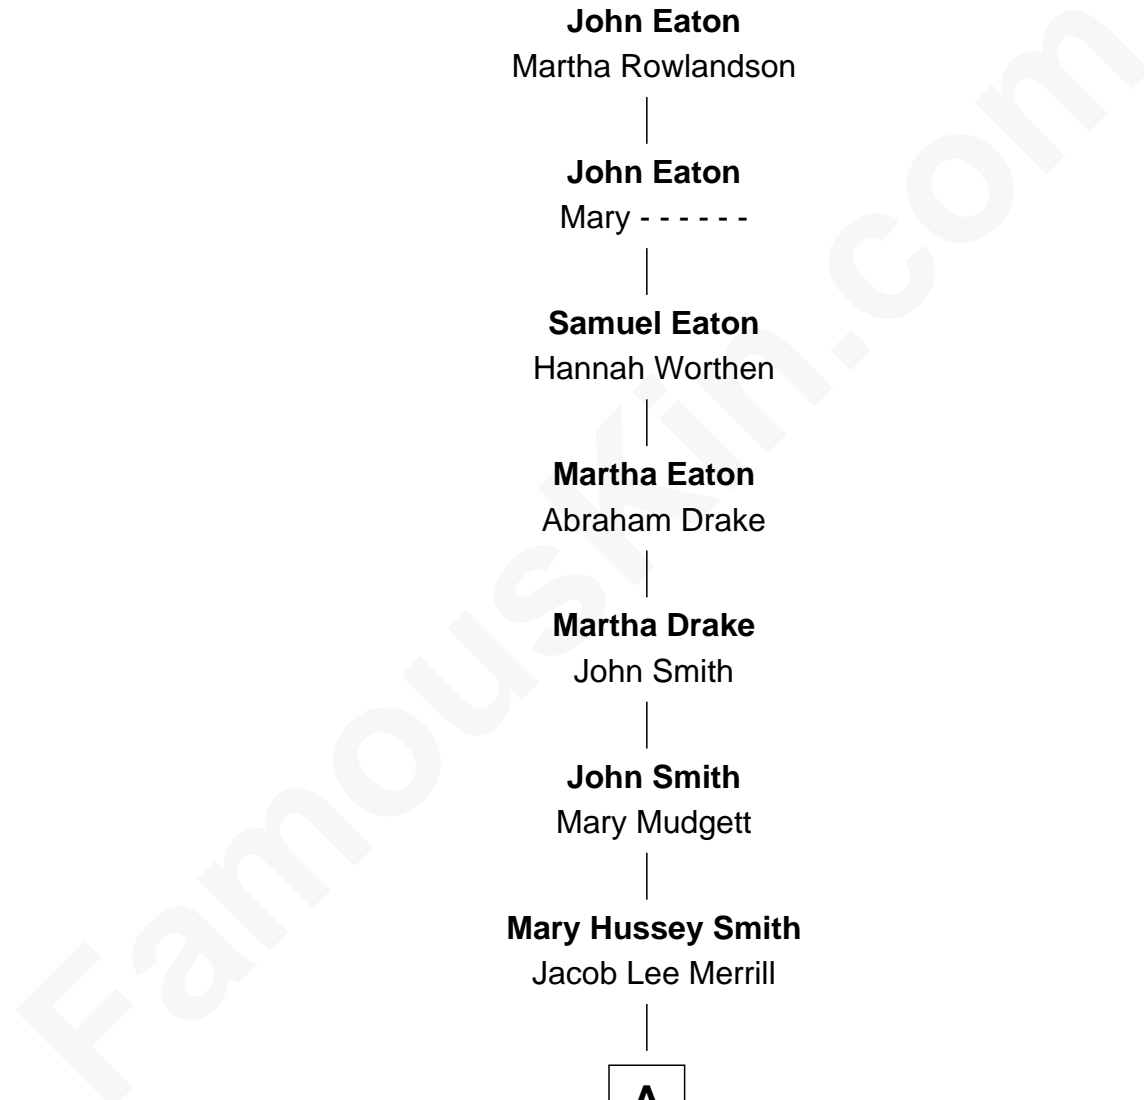 John Eaton
Martha Rowlandson
John Eaton
Mary - - - - - -
Samuel Eaton
Hannah Worthen
Martha Eaton
Abraham Drake
Martha Drake
John Smith
John Smith
Mary Mudgett
Mary Hussey Smith
Jacob Lee Merrill
A
FamousKin.com